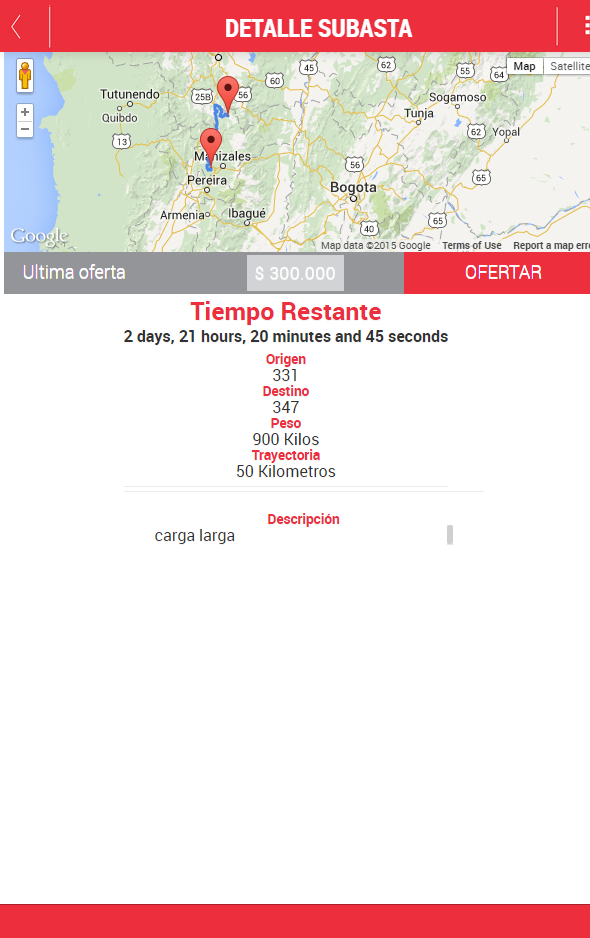 DETALLE SUBASTA
45
62
55
64
Map
Satellite
60
Tutunendo
25B
56
Sogamoso
Quibdo
Tunja
62
Yopal
13
Manizales
56
Pereira
65
Bogota
Armenia
Ibagué
65
40
Google
Map data ©2015 Google
Terms of Use
Report a map erro
Ultima oferta
$ 300.000
OFERTAR
Tiempo Restante
2 days, 21 hours, 20 minutes and 45 seconds
Origen
331
Destino
347
Peso
900 Kilos
Trayectoria
50 Kilometros
Descripción
carga larga